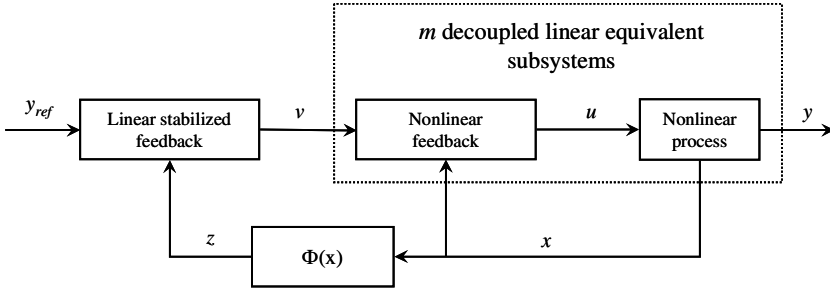 m decoupled linear equivalent
subsystems
y_ref
Linear stabilized
feedback
v
Nonlinear
feedback
u
Nonlinear
process
y
z
Φ(x)
x